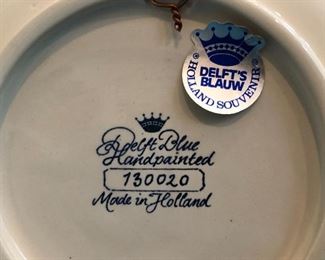 DELFT'S
BLAUW
HOLLAND SOUVENIR
Delft Blue
Handpainted
130020
Made in Holland